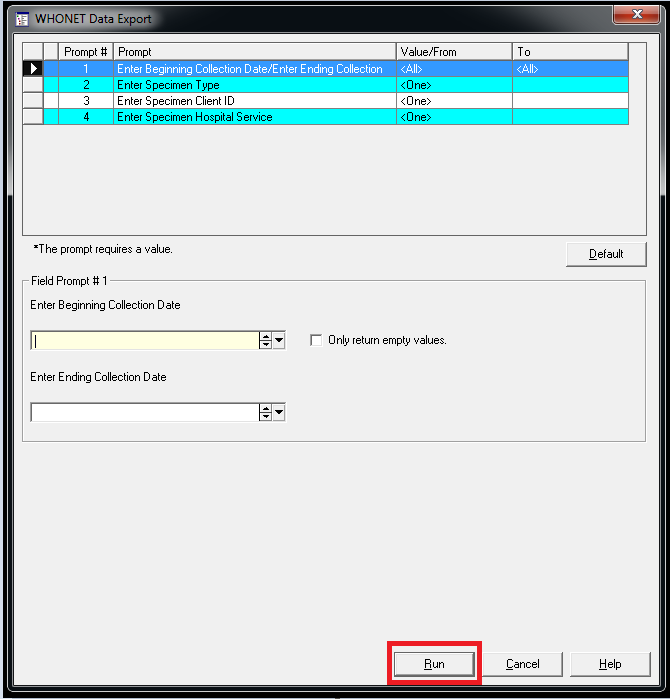 WHONET Data Export
Prompt # Prompt Value/From To
1 Enter Beginning Collection Date/Enter Ending Collection <All> <All>
2 Enter Specimen Type <One>
3 Enter Specimen Client ID <One>
4 Enter Specimen Hospital Service <One>
*The prompt requires a value.
Default
Field Prompt # 1
Enter Beginning Collection Date
Only return empty values.
Enter Ending Collection Date
Run Cancel Help